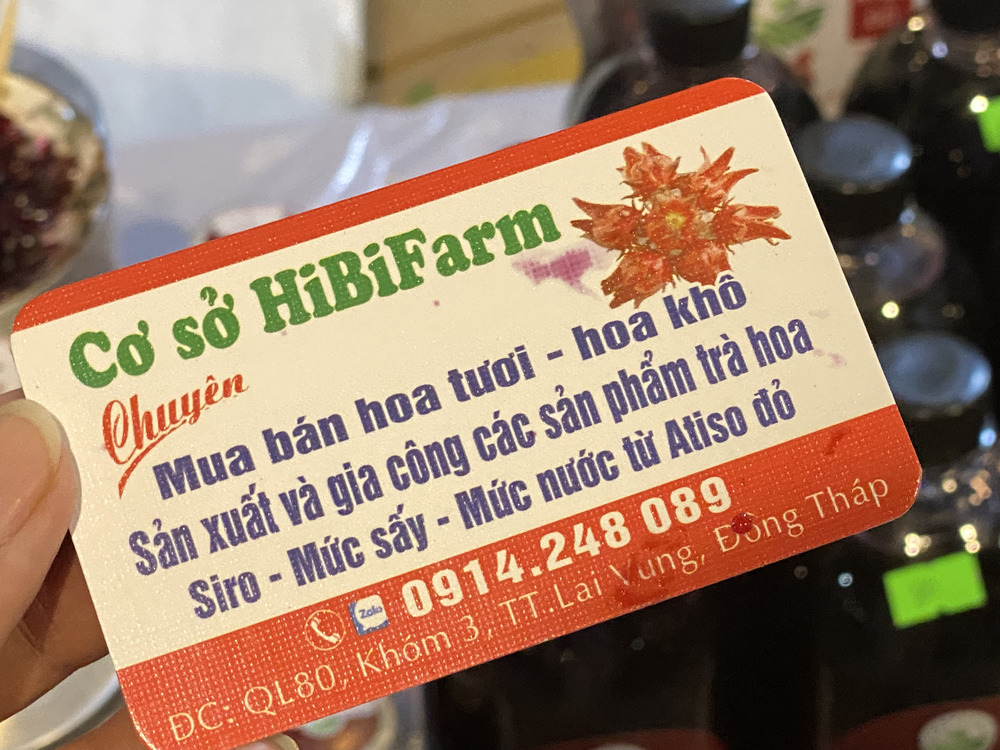 Cơ sở HiBiFarm
Chuyên
Mua bán hoa tươi - hoa khô
Sản xuất và gia công các sản phẩm trà hoa
Siro - Mức sấy - Mức nước từ Atiso đỏ
Zalo 0914.248 089
ĐC: QL80, Khóm 3, TT.Lai Vung, Đồng Tháp